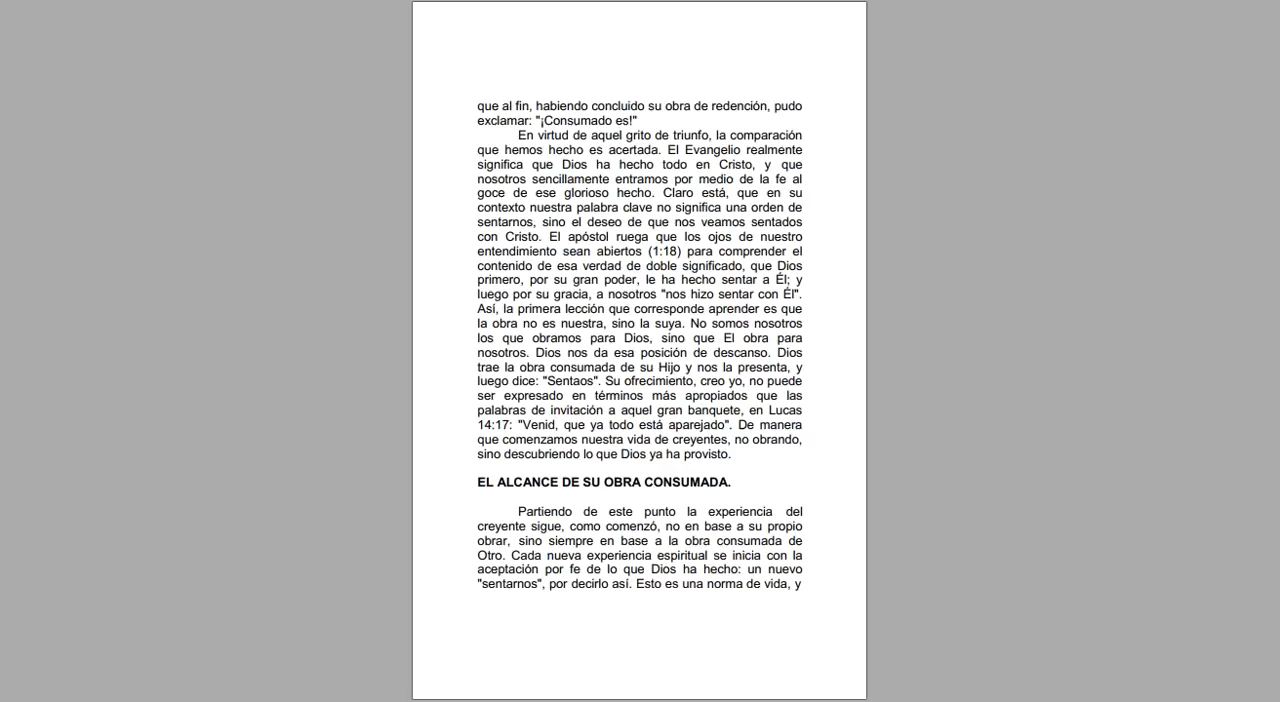 que al fin, habiendo concluido su obra de redención, pudo
exclamar: "¡Consumado es!"
En virtud de aquel grito de triunfo, la comparación
que hemos hecho es acertada. El Evangelio realmente
significa que Dios ha hecho todo en Cristo, y que
nosotros sencillamente entramos por medio de la fe al
goce de ese glorioso hecho. Claro está, que en su
contexto nuestra palabra clave no significa una orden de
sentarnos, sino el deseo de que nos veamos sentados
con Cristo. El apóstol ruega que los ojos de nuestro
entendimiento sean abiertos (1:18) para comprender el
contenido de esa verdad de doble significado, que Dios
primero, por su gran poder, le ha hecho sentar a Él; y
luego por su gracia, a nosotros "nos hizo sentar con Él".
Así, la primera lección que corresponde aprender es que
la obra no es nuestra, sino la suya. No somos nosotros
los que obramos para Dios, sino que El obra para
nosotros. Dios nos da esa posición de descanso. Dios
trae la obra consumada de su Hijo y nos la presenta, y
luego dice: "Sentaos". Su ofrecimiento, creo yo, no puede
ser expresado en términos más apropiados que las
palabras de invitación a aquel gran banquete, en Lucas
14:17: "Venid, que ya todo está aparejado". De manera
que comenzamos nuestra vida de creyentes, no obrando,
sino descubriendo lo que Dios ya ha provisto.
EL ALCANCE DE SU OBRA CONSUMADA.
Partiendo de este punto la experiencia del
creyente sigue, como comenzó, no en base a su propio
obrar, sino siempre en base a la obra consumada de
Otro. Cada nueva experiencia espiritual se inicia con la
aceptación por fe de lo que Dios ha hecho: un nuevo
"sentarnos", por decirlo así. Esto es una norma de vida, y